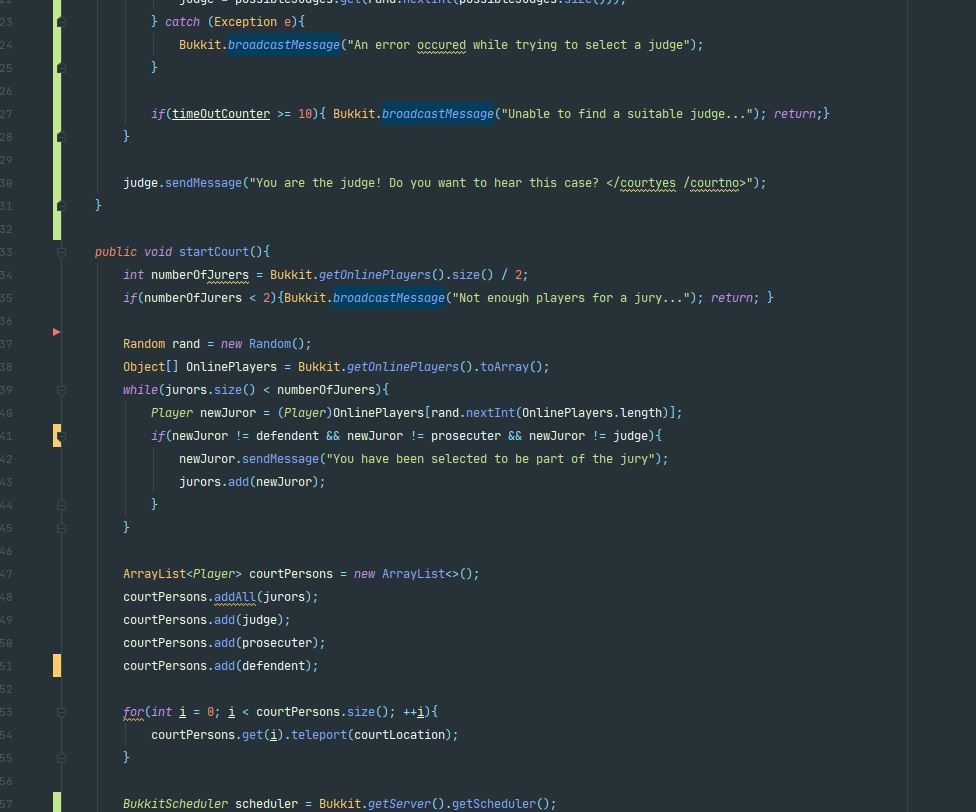 judge = possibleJudges.get(rand.nextInt(possibleJudges.size()));
23 } catch (Exception e){
24 Bukkit.broadcastMessage("An error occured while trying to select a judge");
25 }
26
27 if(timeOutCounter >= 10){ Bukkit.broadcastMessage("Unable to find a suitable judge..."); return;}
28 }
29
30 judge.sendMessage("You are the judge! Do you want to hear this case? </courtyes /courtno>");
31 }
32
33 public void startCourt(){
34 int numberOfJurers = Bukkit.getOnlinePlayers().size() / 2;
35 if(numberOfJurers < 2){Bukkit.broadcastMessage("Not enough players for a jury..."); return; }
36
37 Random rand = new Random();
38 Object[] OnlinePlayers = Bukkit.getOnlinePlayers().toArray();
39 while(jurors.size() < numberOfJurers){
40 Player newJuror = (Player)OnlinePlayers[rand.nextInt(OnlinePlayers.length)];
41 if(newJuror != defendent && newJuror != prosecuter && newJuror != judge){
42 newJuror.sendMessage("You have been selected to be part of the jury");
43 jurors.add(newJuror);
44 }
45 }
46
47 ArrayList<Player> courtPersons = new ArrayList<>();
48 courtPersons.addAll(jurors);
49 courtPersons.add(judge);
50 courtPersons.add(prosecuter);
51 courtPersons.add(defendent);
52
53 for(int i = 0; i < courtPersons.size(); ++i){
54 courtPersons.get(i).teleport(courtLocation);
55 }
56
57 BukkitScheduler scheduler = Bukkit.getServer().getScheduler();